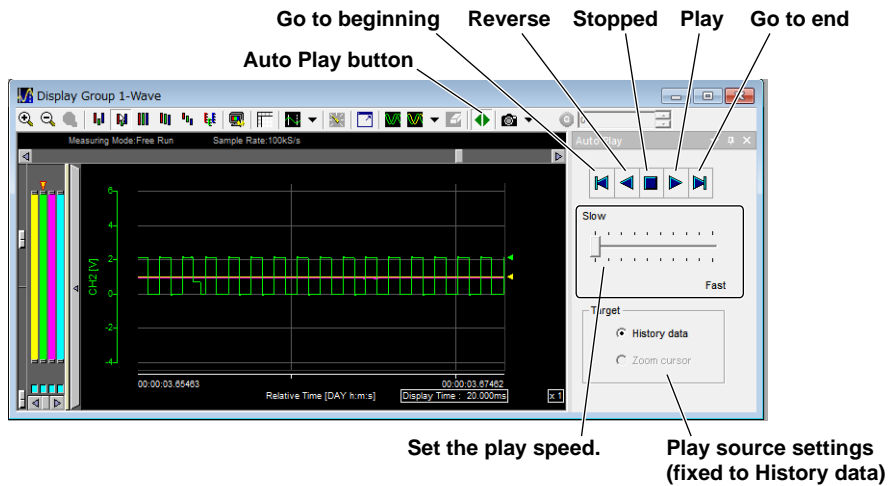 Go to beginning Reverse Stopped Play Go to end
Auto Play button
Display Group 1-Wave
Measuring Mode:Free Run Sample Rate:100kS/s
Auto Play
Slow
Fast
Target
History data
Zoom cursor
CH2 [V]
6
4
2
0
-2
-4
00:00:03.65463 00:00:03.67462
Relative Time [DAY h:m:s] Display Time : 20.000ms x 1
Set the play speed.
Play source settings
(fixed to History data)